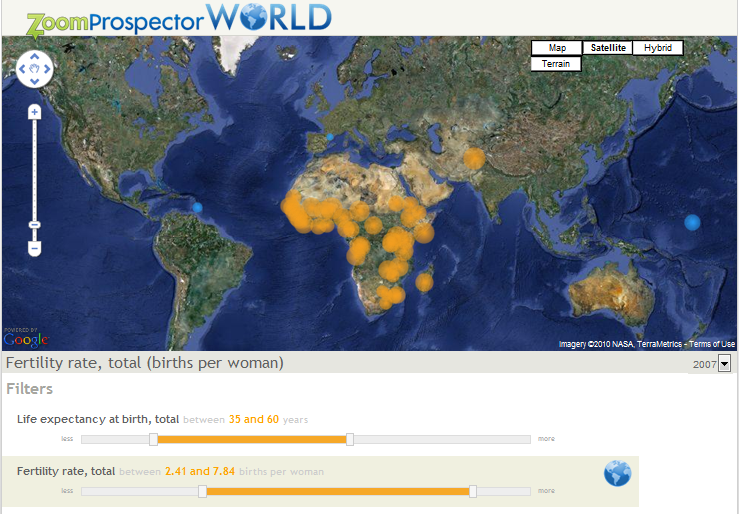 ZoomProspector WORLD
Map Satellite Hybrid
Terrain
POWERED BY
Google
Imagery ©2010 NASA, TerraMetrics - Terms of Use
Fertility rate, total (births per woman) 2007
Filters
Life expectancy at birth, total between 35 and 60 years
less more
Fertility rate, total between 2.41 and 7.84 births per woman
less more